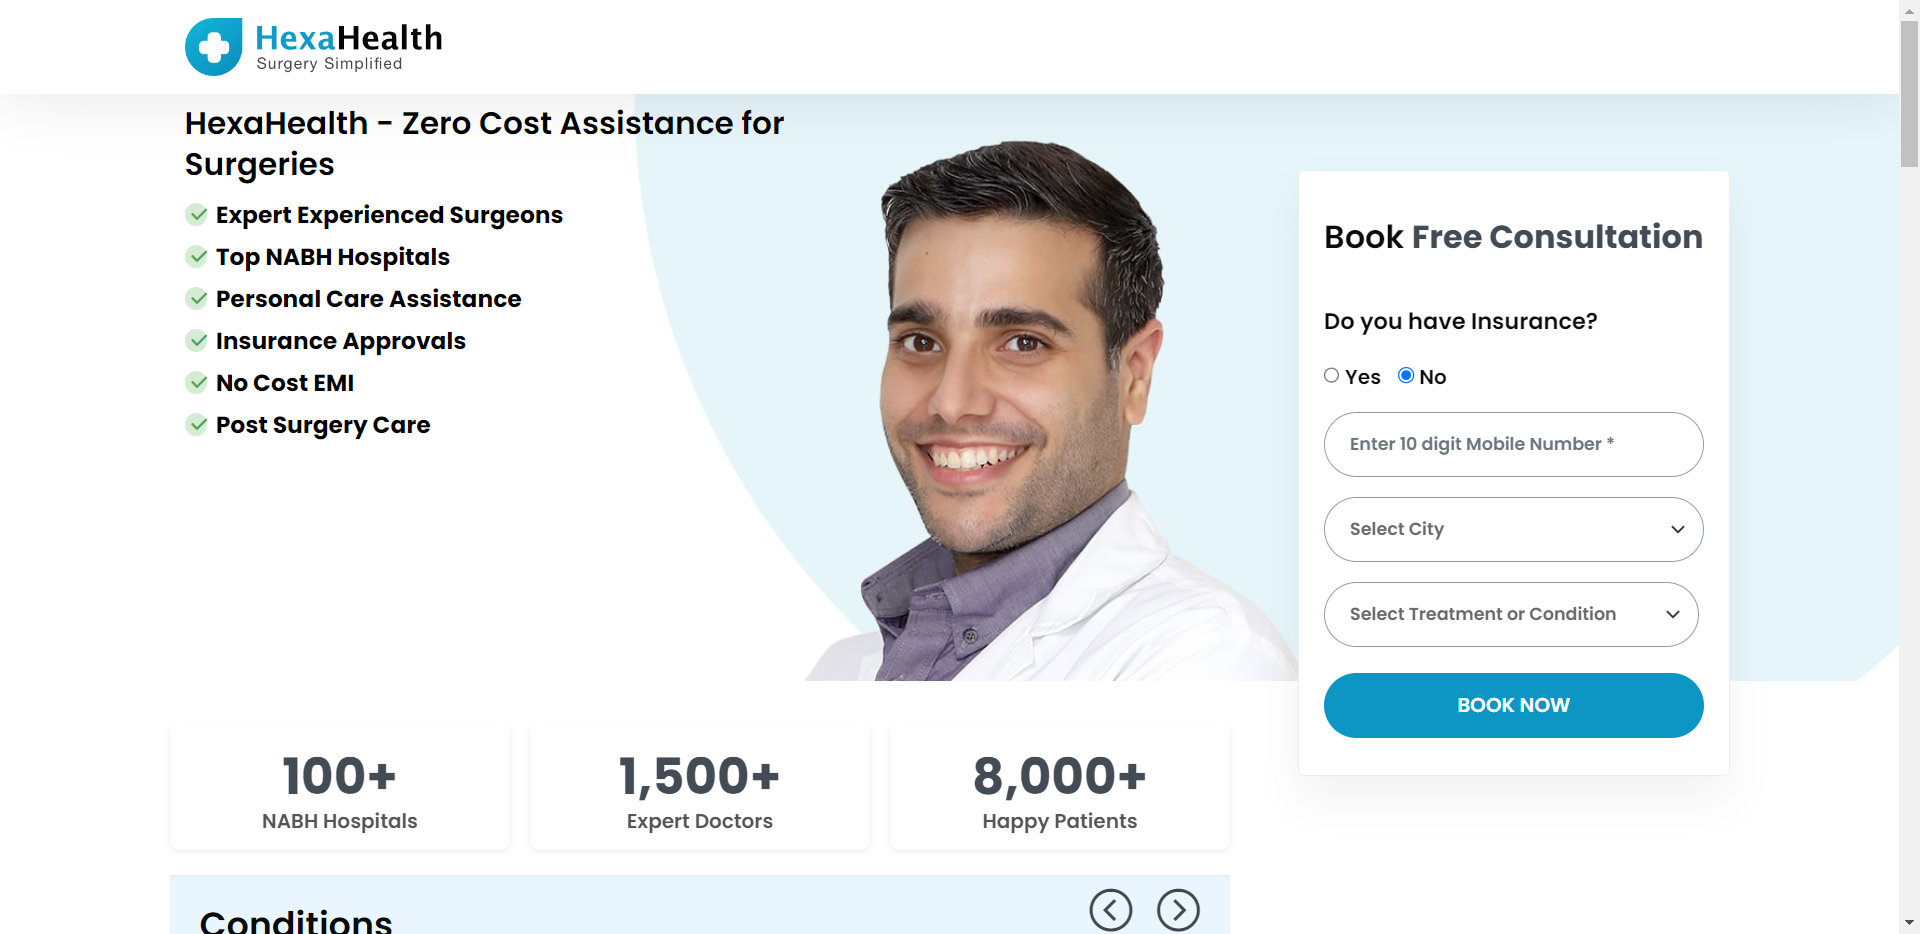 HexaHealth
Surgery Simplified
HexaHealth - Zero Cost Assistance for
Surgeries
Expert Experienced Surgeons
Top NABH Hospitals
Personal Care Assistance
Insurance Approvals
No Cost EMI
Post Surgery Care
Book Free Consultation
Do you have Insurance?
Yes No
Enter 10 digit Mobile Number *
Select City
Select Treatment or Condition
BOOK NOW
100+
NABH Hospitals
1,500+
Expert Doctors
8,000+
Happy Patients
Conditions